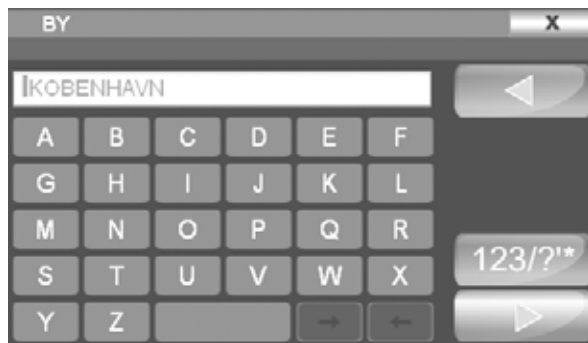 BY X
KOBENHAVN
A B C D E F
G H I J K L
M N O P Q R
123/?'*
S T U V W X
Y Z → ←